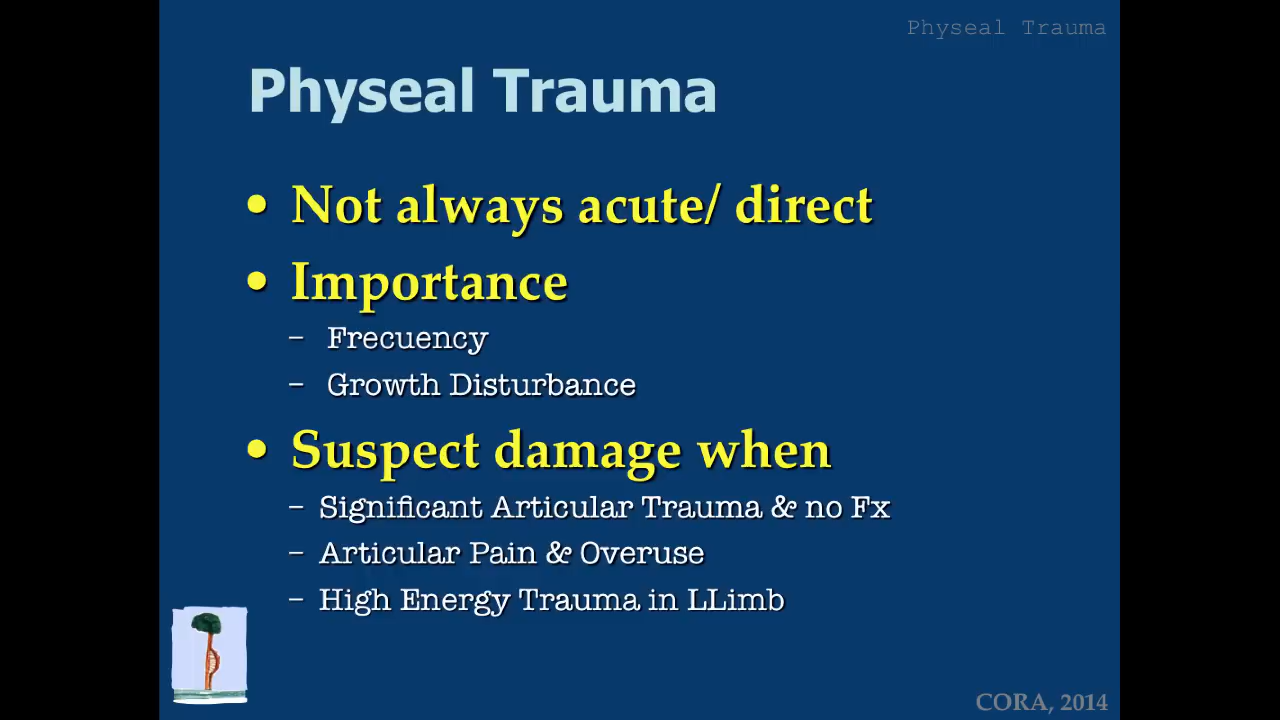 Physeal Trauma
Physeal Trauma
• Not always acute/ direct
• Importance
– Frecuency
– Growth Disturbance
• Suspect damage when
– Significant Articular Trauma & no Fx
– Articular Pain & Overuse
– High Energy Trauma in LLimb
CORA, 2014